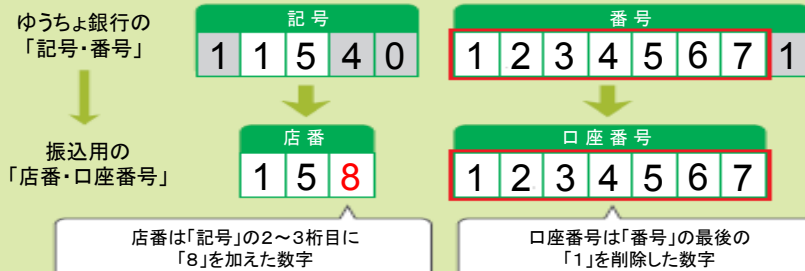 ゆうちょ銀行の
「記号・番号」
記号
1 1 5 4 0
番号
1 2 3 4 5 6 7 1
振込用の
「店番・口座番号」
店番
1 5 8
口座番号
1 2 3 4 5 6 7
店番は「記号」の2～3桁目に
「8」を加えた数字
口座番号は「番号」の最後の
「1」を削除した数字